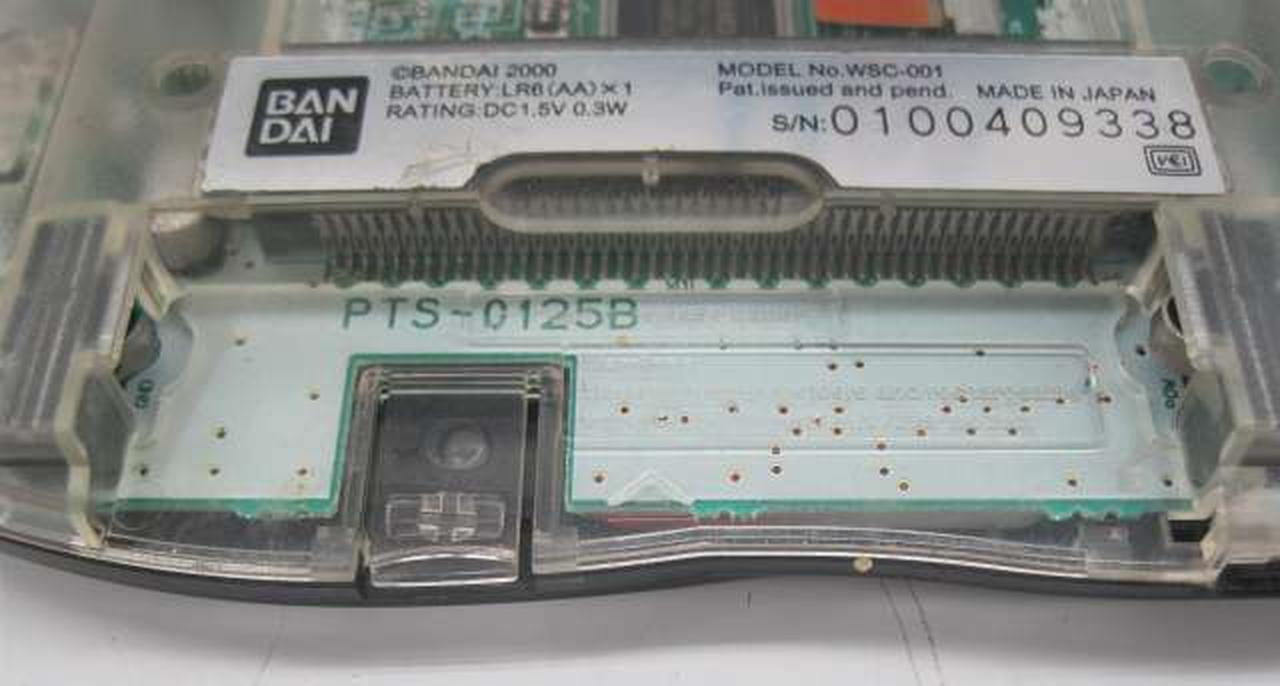 BAN
DAI
©BANDAI 2000
BATTERY:LR6(AA)×1
RATING:DC1.5V 0.3W
MODEL No.WSC-001
Pat.issued and pend. MADE IN JAPAN
S/N:0100409338
VCI
PTS-0125B